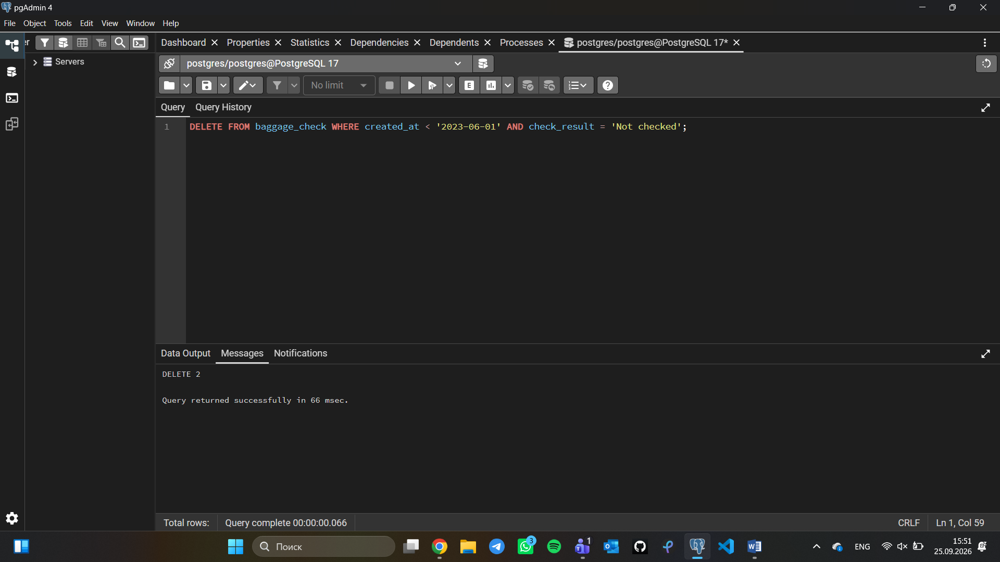 pgAdmin 4
File Object Tools Edit View Window Help
er
Dashboard Properties Statistics Dependencies Dependents Processes postgres/postgres@PostgreSQL 17*
Servers
postgres/postgres@PostgreSQL 17
No limit
E
Query Query History
1 DELETE FROM baggage_check WHERE created_at < '2023-06-01' AND check_result = 'Not checked';
Data Output Messages Notifications
DELETE 2
Query returned successfully in 66 msec.
Total rows: Query complete 00:00:00.066 CRLF Ln 1, Col 59
Поиск
3
1
ENG
15:51
25.09.2026